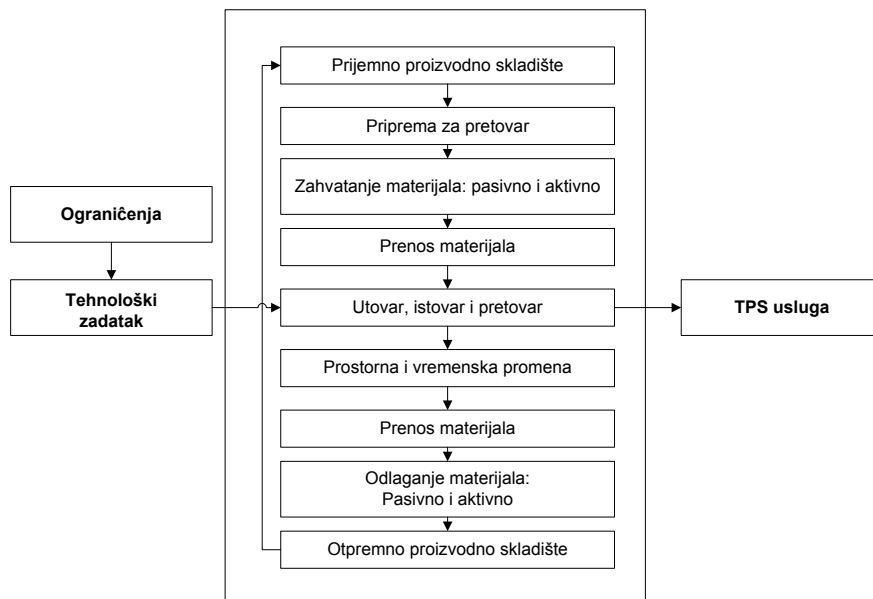 Prijemno proizvodno skladište
Priprema za pretovar
Zahvatanje materijala: pasivno i aktivno
Ograniĉenja
Prenos materijala
Tehnološki
zadatak
Utovar, istovar i pretovar
TPS usluga
Prostorna i vremenska promena
Prenos materijala
Odlaganje materijala:
Pasivno i aktivno
Otpremno proizvodno skladište